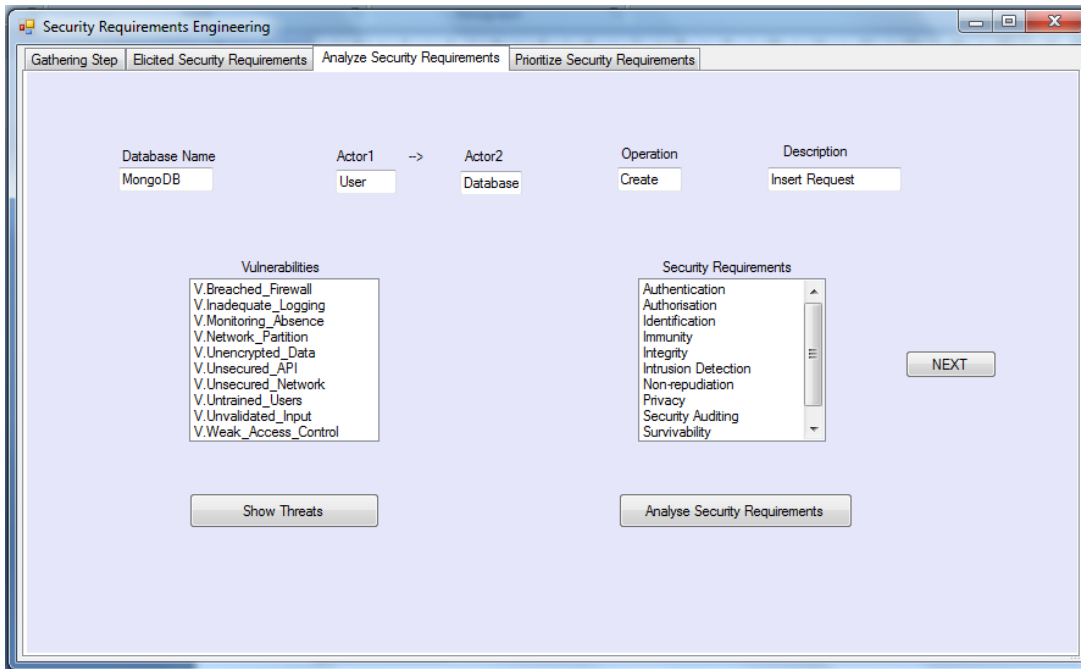 Security Requirements Engineering
Gathering Step Elicited Security Requirements Analyze Security Requirements Prioritize Security Requirements
Database Name Actor1 --> Actor2 Operation Description
MongoDB User Database Create Insert Request
Vulnerabilities
V.Breached_Firewall
V.Inadequate_Logging
V.Monitoring_Absence
V.Network_Partition
V.Unencrypted_Data
V.Unsecured_API
V.Unsecured_Network
V.Untrained_Users
V.Unvalidated_Input
V.Weak_Access_Control
Show Threats
Security Requirements
Authentication
Authorisation
Identification
Immunity
Integrity
Intrusion Detection
Non-repudiation
Privacy
Security Auditing
Survivability
Analyse Security Requirements
NEXT